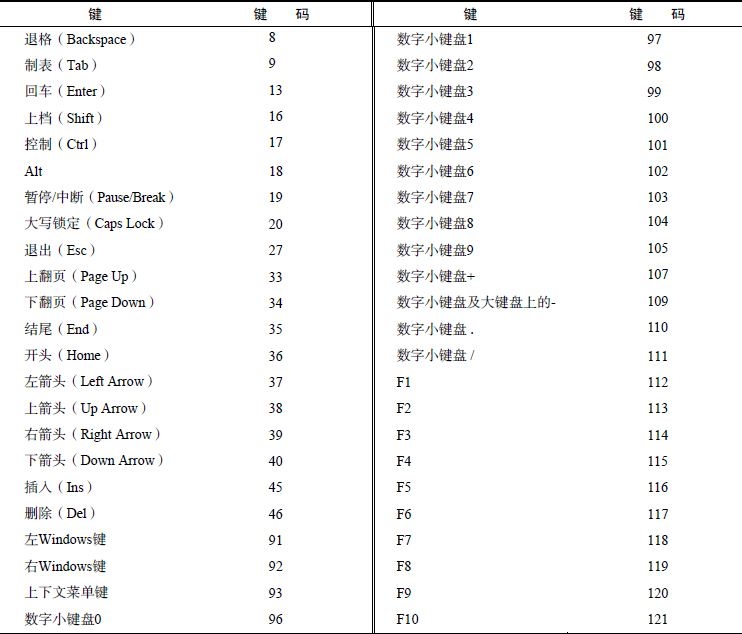 键 键 码 键 键 码
退格（Backspace） 8 数字小键盘1 97
制表（Tab） 9 数字小键盘2 98
回车（Enter） 13 数字小键盘3 99
上档（Shift） 16 数字小键盘4 100
控制（Ctrl） 17 数字小键盘5 101
Alt 18 数字小键盘6 102
暂停/中断（Pause/Break） 19 数字小键盘7 103
大写锁定（Caps Lock） 20 数字小键盘8 104
退出（Esc） 27 数字小键盘9 105
上翻页（Page Up） 33 数字小键盘+ 107
下翻页（Page Down） 34 数字小键盘及大键盘上的- 109
结尾（End） 35 数字小键盘 . 110
开头（Home） 36 数字小键盘 / 111
左箭头（Left Arrow） 37 F1 112
上箭头（Up Arrow） 38 F2 113
右箭头（Right Arrow） 39 F3 114
下箭头（Down Arrow） 40 F4 115
插入（Ins） 45 F5 116
删除（Del） 46 F6 117
左Windows键 91 F7 118
右Windows键 92 F8 119
上下文菜单键 93 F9 120
数字小键盘0 96 F10 121